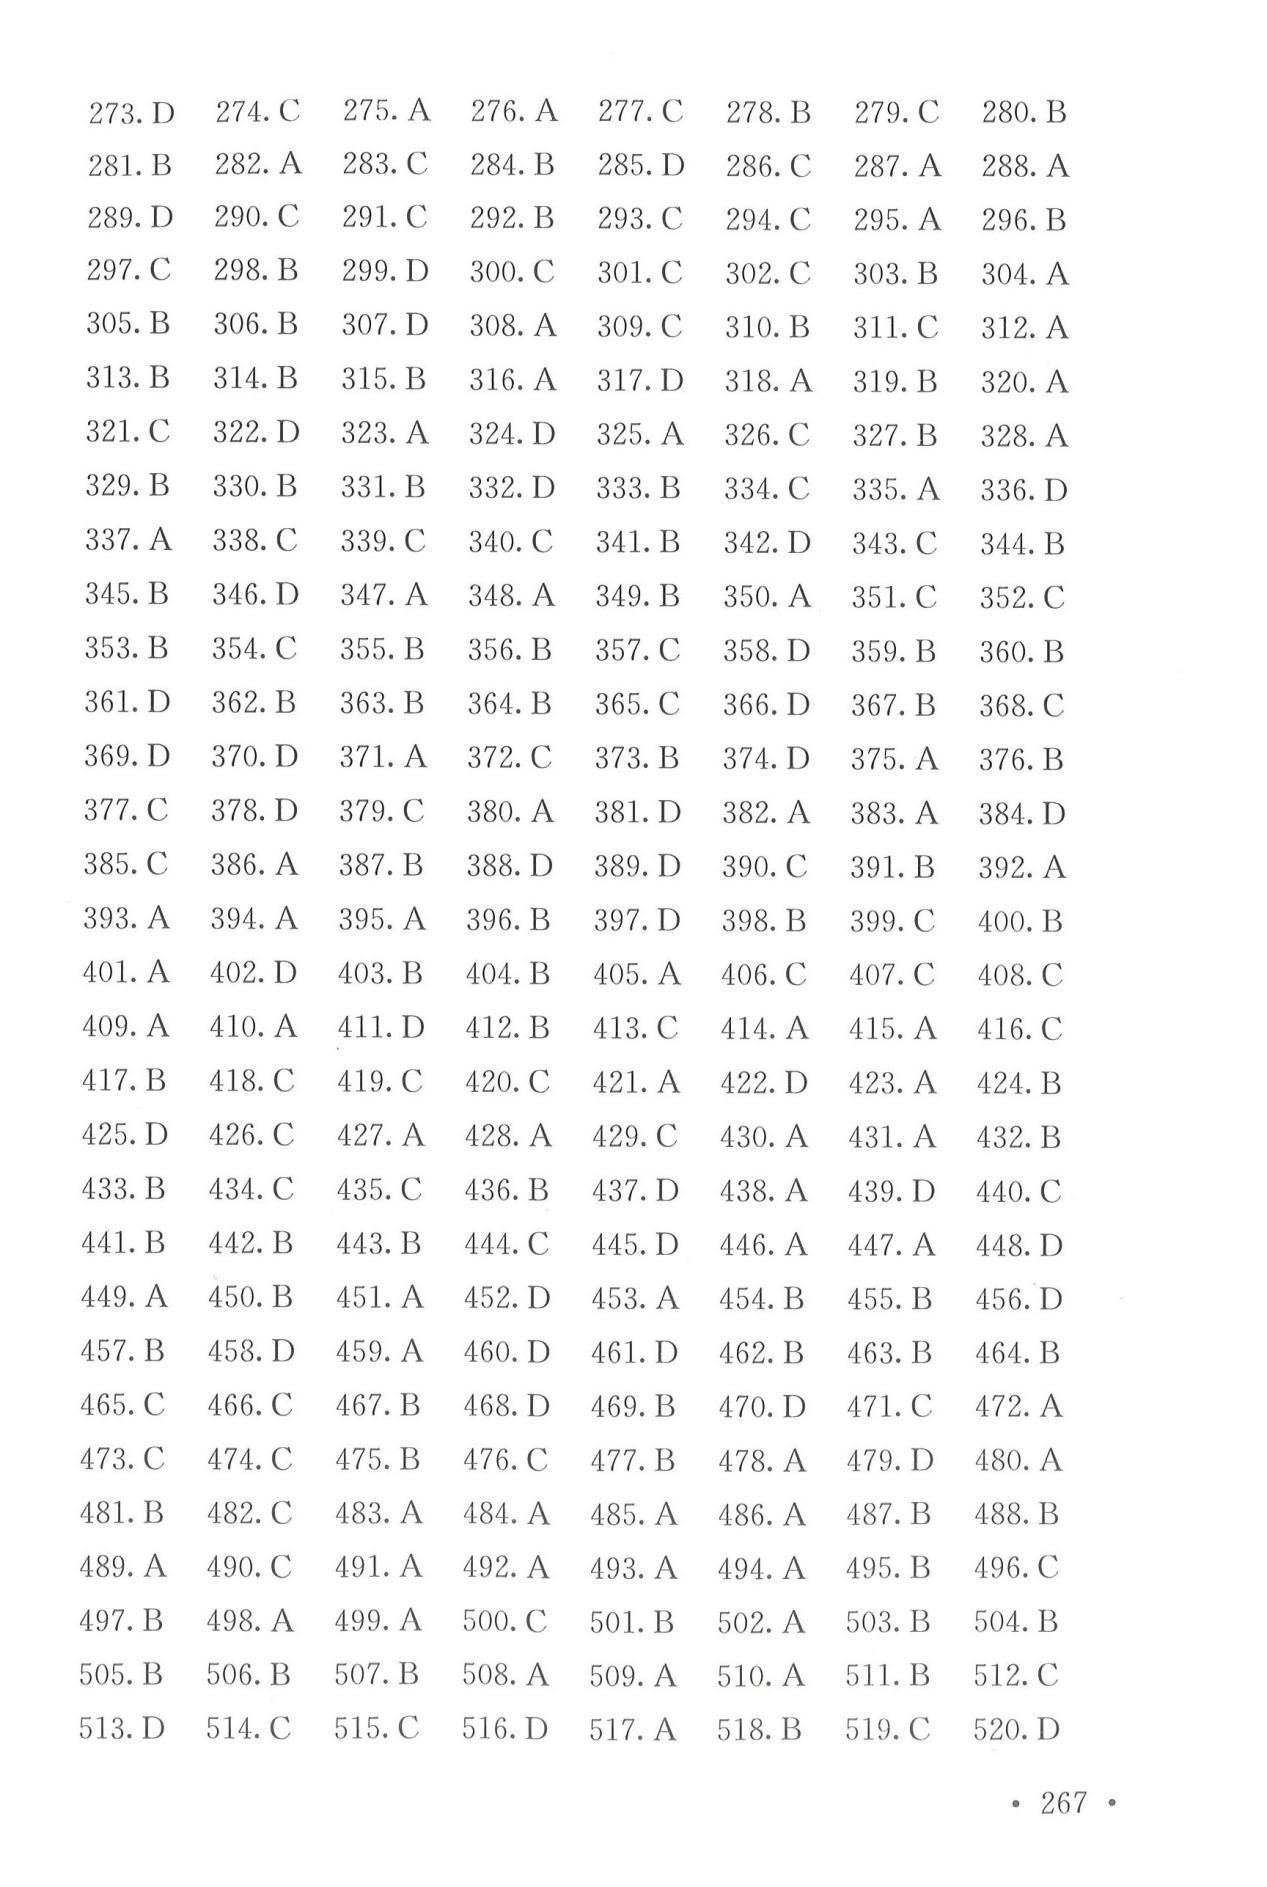 273. D 274. C 275. A 276. A 277. C 278. B 279. C 280. B
281. B 282. A 283. C 284. B 285. D 286. C 287. A 288. A
289. D 290. C 291. C 292. B 293. C 294. C 295. A 296. B
297. C 298. B 299. D 300. C 301. C 302. C 303. B 304. A
305. B 306. B 307. D 308. A 309. C 310. B 311. C 312. A
313. B 314. B 315. B 316. A 317. D 318. A 319. B 320. A
321. C 322. D 323. A 324. D 325. A 326. C 327. B 328. A
329. B 330. B 331. B 332. D 333. B 334. C 335. A 336. D
337. A 338. C 339. C 340. C 341. B 342. D 343. C 344. B
345. B 346. D 347. A 348. A 349. B 350. A 351. C 352. C
353. B 354. C 355. B 356. B 357. C 358. D 359. B 360. B
361. D 362. B 363. B 364. B 365. C 366. D 367. B 368. C
369. D 370. D 371. A 372. C 373. B 374. D 375. A 376. B
377. C 378. D 379. C 380. A 381. D 382. A 383. A 384. D
385. C 386. A 387. B 388. D 389. D 390. C 391. B 392. A
393. A 394. A 395. A 396. B 397. D 398. B 399. C 400. B
401. A 402. D 403. B 404. B 405. A 406. C 407. C 408. C
409. A 410. A 411. D 412. B 413. C 414. A 415. A 416. C
417. B 418. C 419. C 420. C 421. A 422. D 423. A 424. B
425. D 426. C 427. A 428. A 429. C 430. A 431. A 432. B
433. B 434. C 435. C 436. B 437. D 438. A 439. D 440. C
441. B 442. B 443. B 444. C 445. D 446. A 447. A 448. D
449. A 450. B 451. A 452. D 453. A 454. B 455. B 456. D
457. B 458. D 459. A 460. D 461. D 462. B 463. B 464. B
465. C 466. C 467. B 468. D 469. B 470. D 471. C 472. A
473. C 474. C 475. B 476. C 477. B 478. A 479. D 480. A
481. B 482. C 483. A 484. A 485. A 486. A 487. B 488. B
489. A 490. C 491. A 492. A 493. A 494. A 495. B 496. C
497. B 498. A 499. A 500. C 501. B 502. A 503. B 504. B
505. B 506. B 507. B 508. A 509. A 510. A 511. B 512. C
513. D 514. C 515. C 516. D 517. A 518. B 519. C 520. D
• 267 •